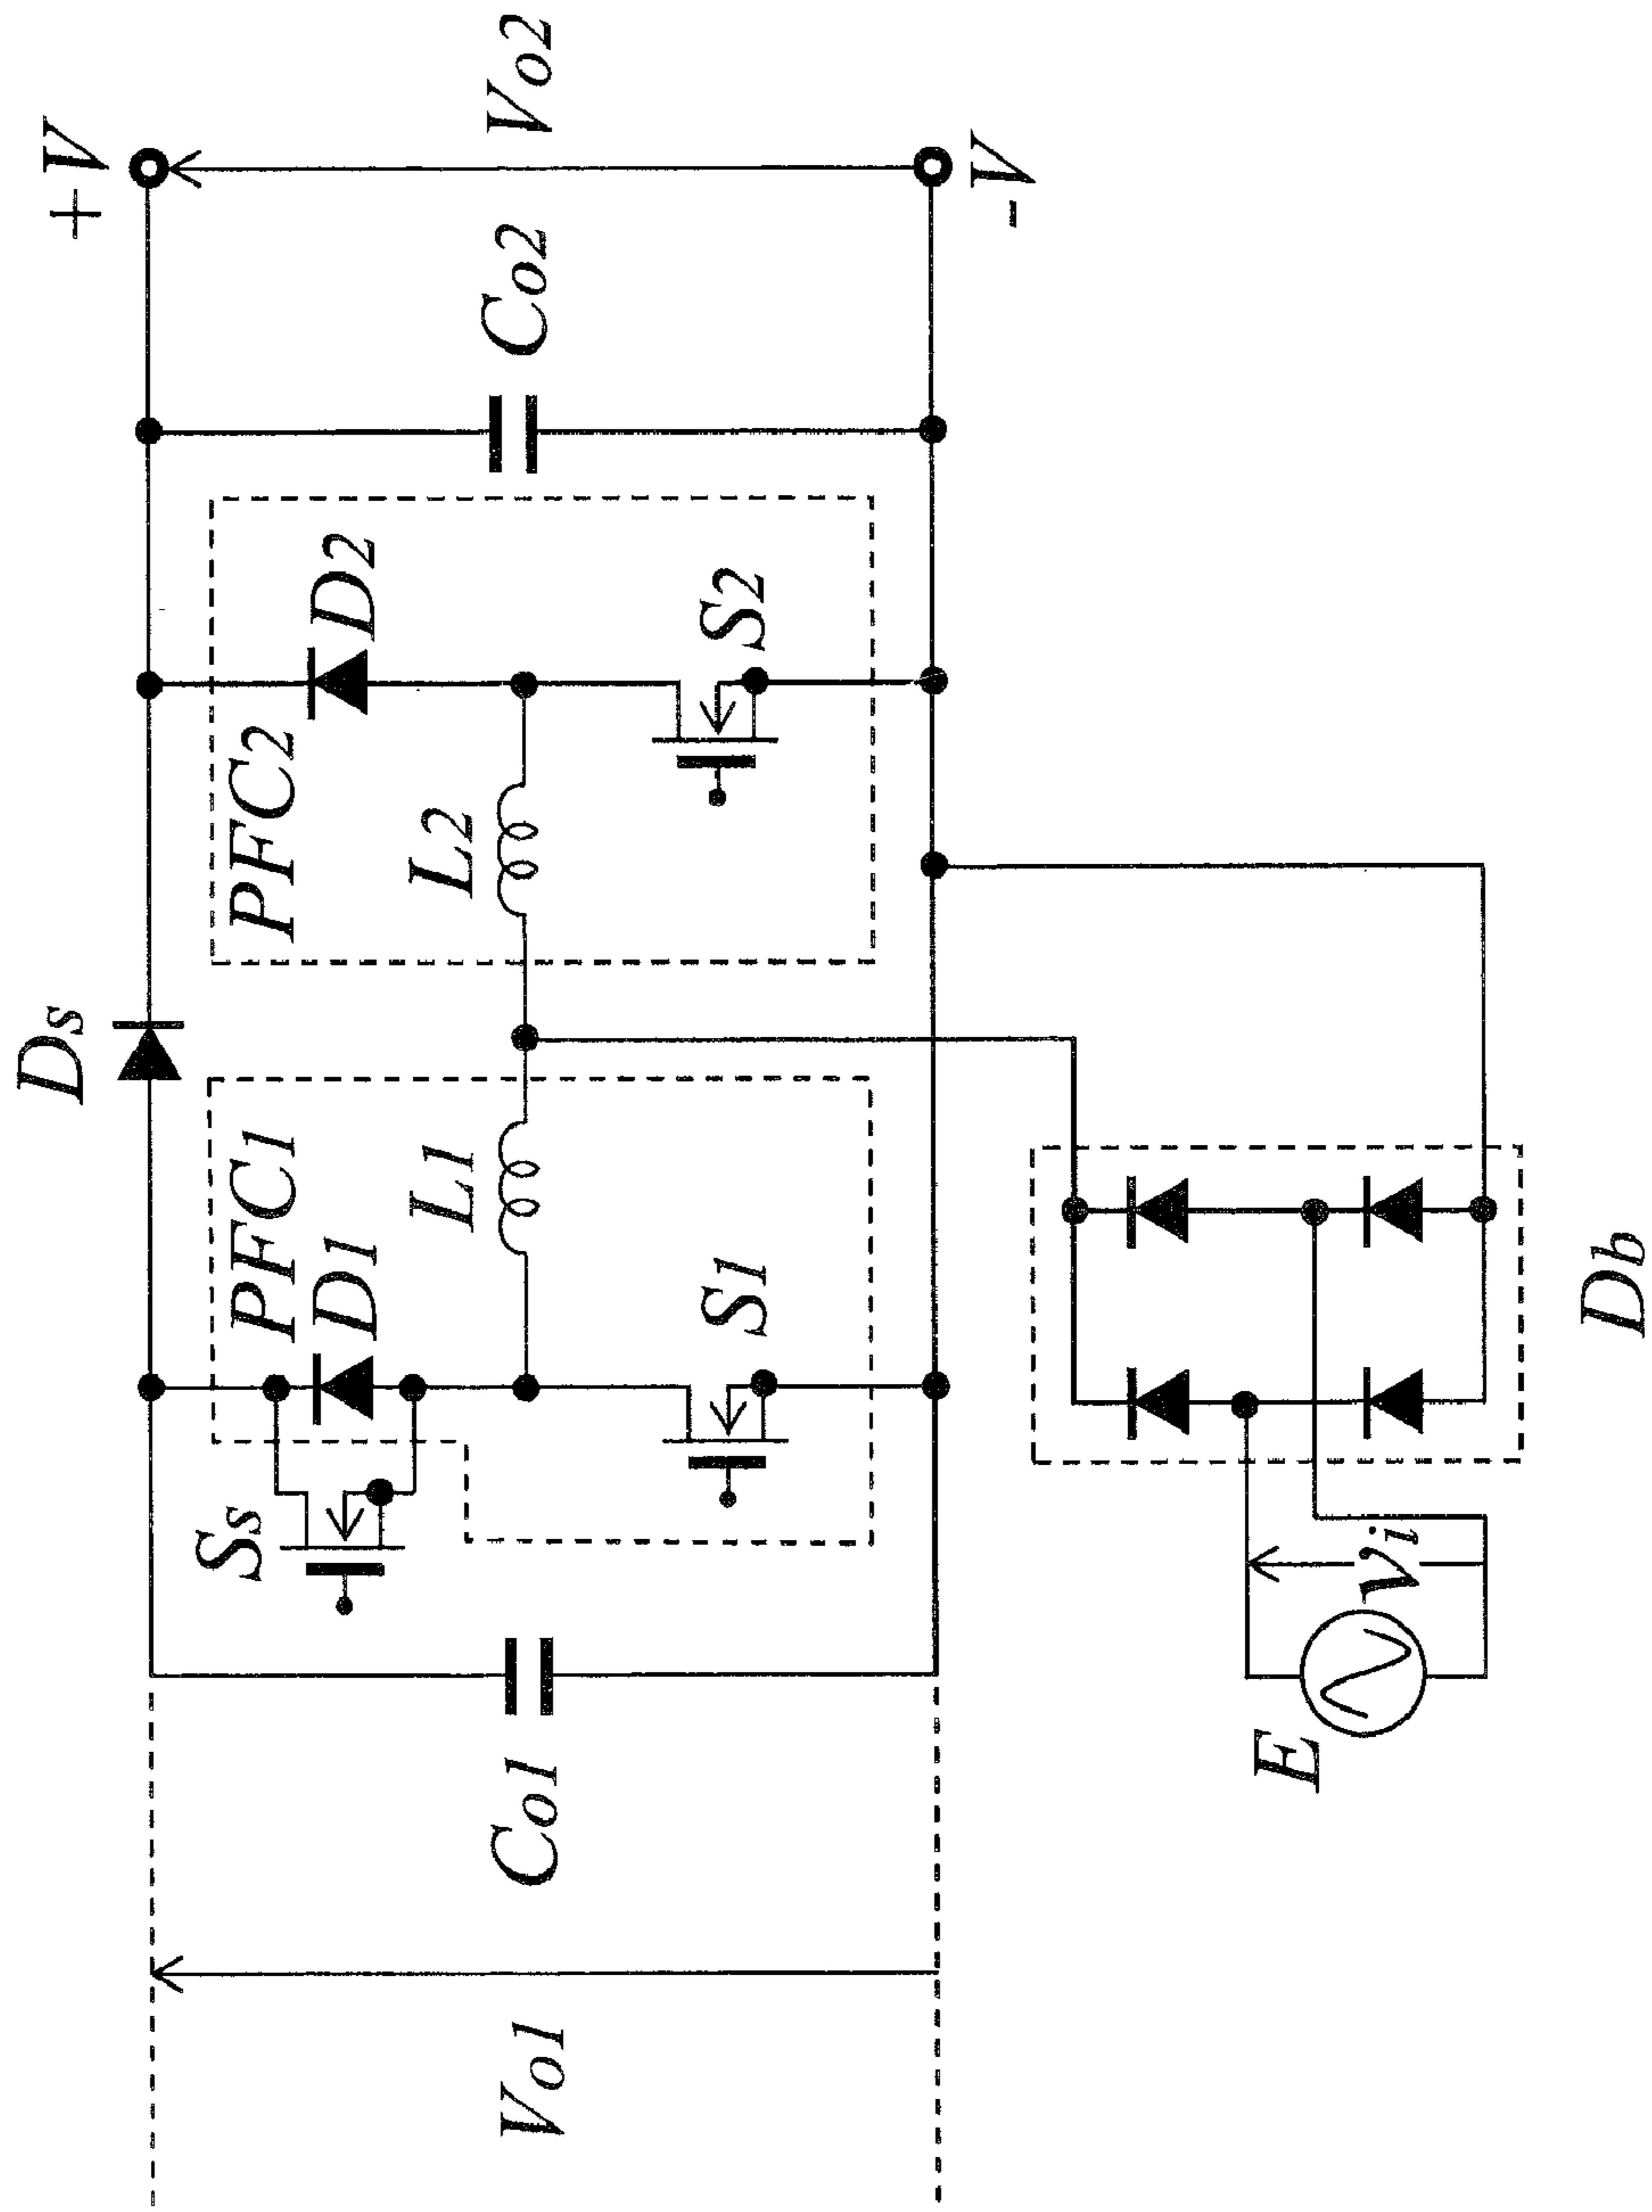 +V
Vo2
-V
Co2
D2
S2
PFC2
L2
Ds
PFC1
L1
D1
S1
Ss
Co1
Vo1
Db
vi
E